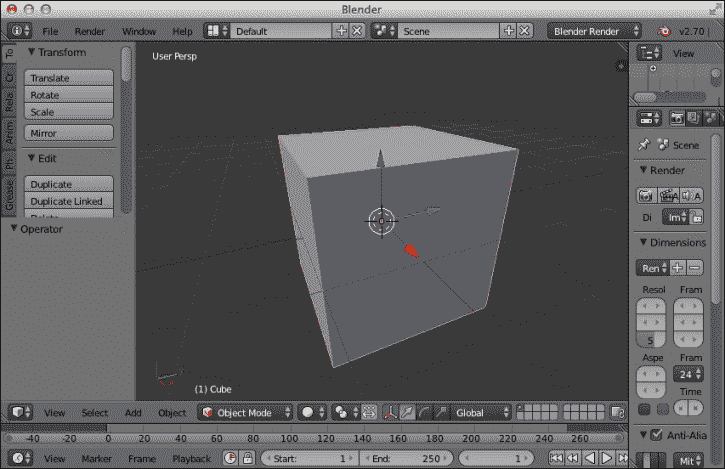 Blender
File Render Window Help Default Scene Blender Render v2.70 |
To
Cr
Rela
Anim
Ph
Grease
Transform
Translate
Rotate
Scale
Mirror
Edit
Duplicate
Duplicate Linked
Operator
User Persp
(1) Cube
View
Scene
Render
Di Im
Dimensions
Ren
Resol Fram
S
Aspe Fram
24
Time
Anti-Alia
Mit
View Select Add Object Object Mode Global
-40 -20 0 20 40 60 80 100 120 140 160 180 200 220 240 260
View Marker Frame Playback Start: 1 End: 250 1